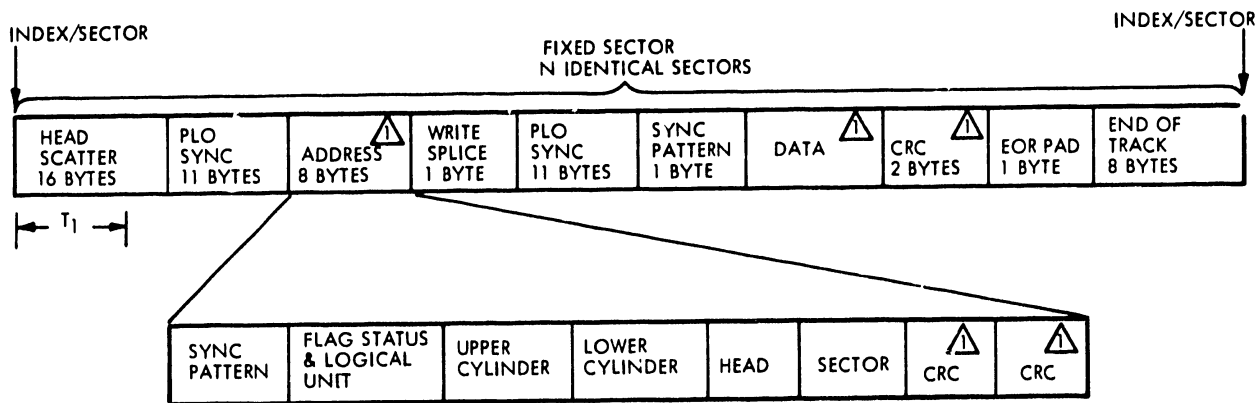 INDEX/SECTOR
INDEX/SECTOR
FIXED SECTOR
N IDENTICAL SECTORS
HEAD
SCATTER
16 BYTES
PLO
SYNC
11 BYTES
1
ADDRESS
8 BYTES
WRITE
SPLICE
1 BYTE
PLO
SYNC
11 BYTES
SYNC
PATTERN
1 BYTE
1
DATA
1
CRC
2 BYTES
EOR PAD
1 BYTE
END OF
TRACK
8 BYTES
T1
SYNC
PATTERN
FLAG STATUS
& LOGICAL
UNIT
UPPER
CYLINDER
LOWER
CYLINDER
HEAD
SECTOR
1
CRC
1
CRC